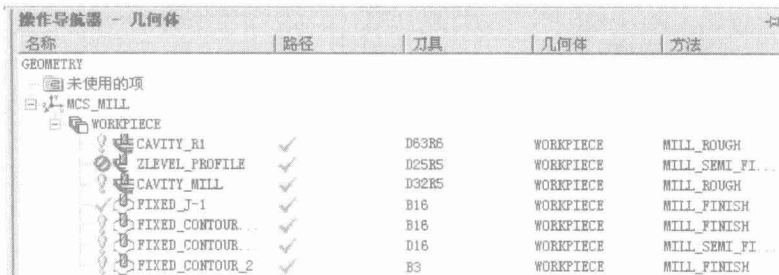 操作导航器 - 几何体
名称 路径 刀具 几何体 方法
GEOMETRY
未使用的项
MCS_MILL
WORKPIECE
CAVITY_R1 D63R6 WORKPIECE MILL_ROUGH
ZLEVEL_PROFILE D25R5 WORKPIECE MILL_SEMI_FI...
CAVITY_MILL D32R5 WORKPIECE MILL_ROUGH
FIXED_J-1 B16 WORKPIECE MILL_FINISH
FIXED_CONTOUR... B16 WORKPIECE MILL_FINISH
FIXED_CONTOUR... D16 WORKPIECE MILL_SEMI_FI...
FIXED_CONTOUR_2 B3 WORKPIECE MILL_FINISH